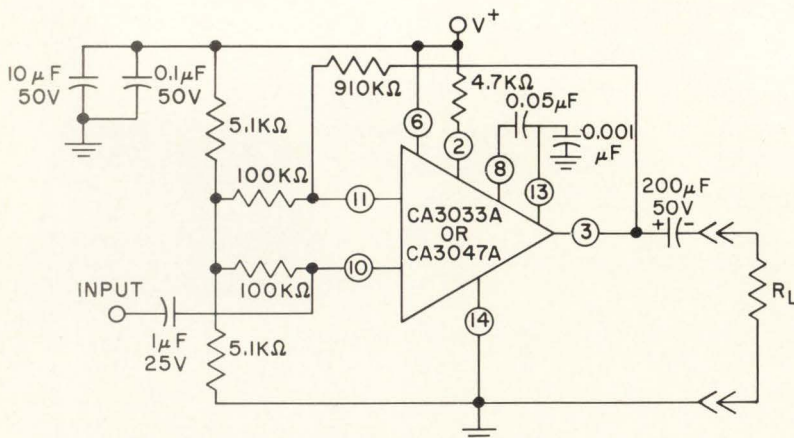 V+
10 µF
50V
0.1µF
50V
910KΩ
4.7KΩ
0.05µF
5.1KΩ
6
2
8
13
0.001
µF
100KΩ
11
CA3033A
OR
CA3047A
3
200µF
50V
+ -
100KΩ
10
INPUT
1µF
25V
5.1KΩ
14
RL